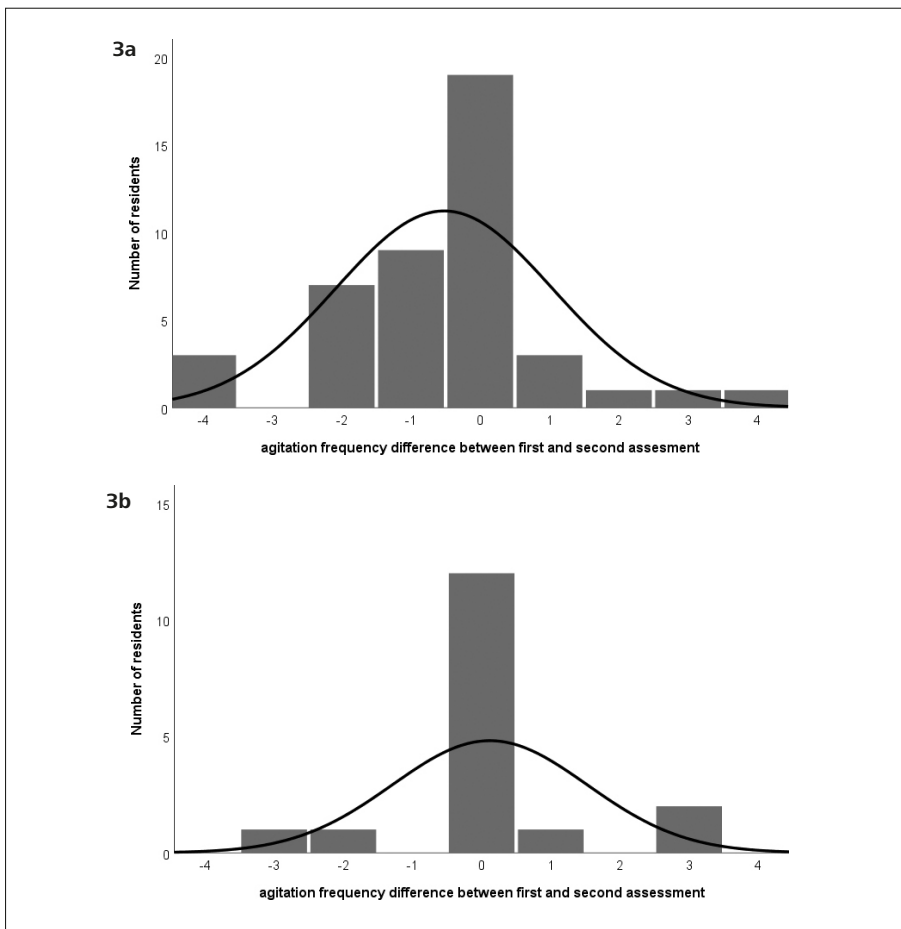 3a
Number of residents
20
15
10
5
0
-4 -3 -2 -1 0 1 2 3 4
agitation frequency difference between first and second assesment
3b
Number of residents
15
10
5
0
-4 -3 -2 -1 0 1 2 3 4
agitation frequency difference between first and second assessment